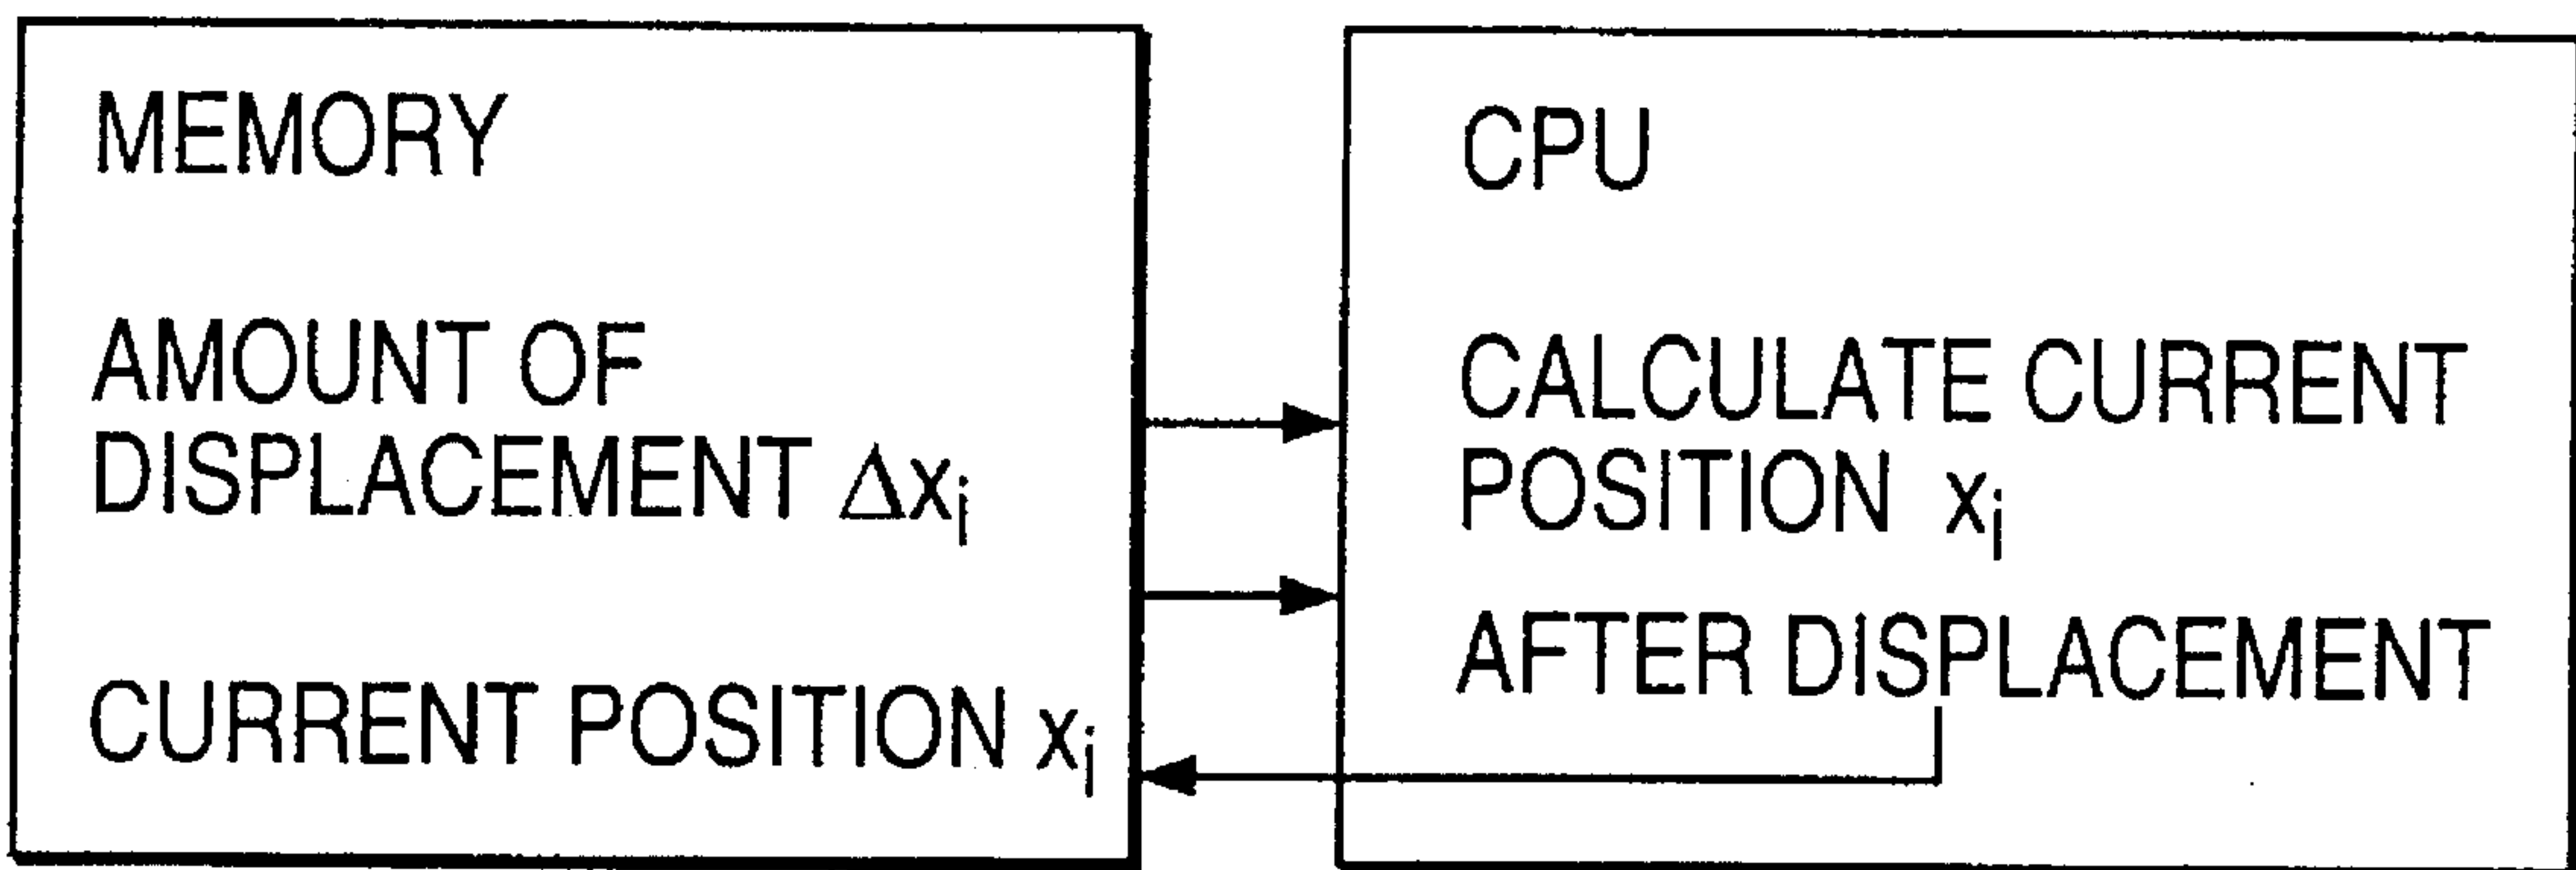 MEMORY
AMOUNT OF
DISPLACEMENT Δxᵢ
CURRENT POSITION xᵢ
CPU
CALCULATE CURRENT
POSITION xᵢ
AFTER DISPLACEMENT